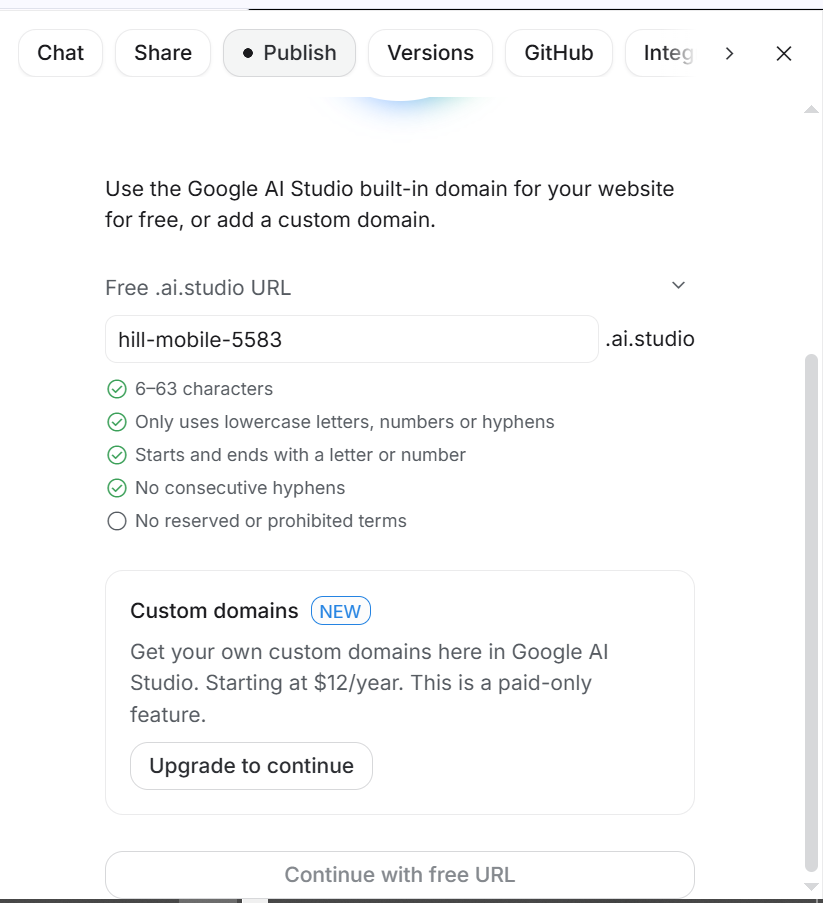 Chat
Share
Publish
Versions
GitHub
Integ
Use the Google AI Studio built-in domain for your website
for free, or add a custom domain.
Free .ai.studio URL
hill-mobile-5583 .ai.studio
6–63 characters
Only uses lowercase letters, numbers or hyphens
Starts and ends with a letter or number
No consecutive hyphens
No reserved or prohibited terms
Custom domains NEW
Get your own custom domains here in Google AI
Studio. Starting at $12/year. This is a paid-only
feature.
Upgrade to continue
Continue with free URL